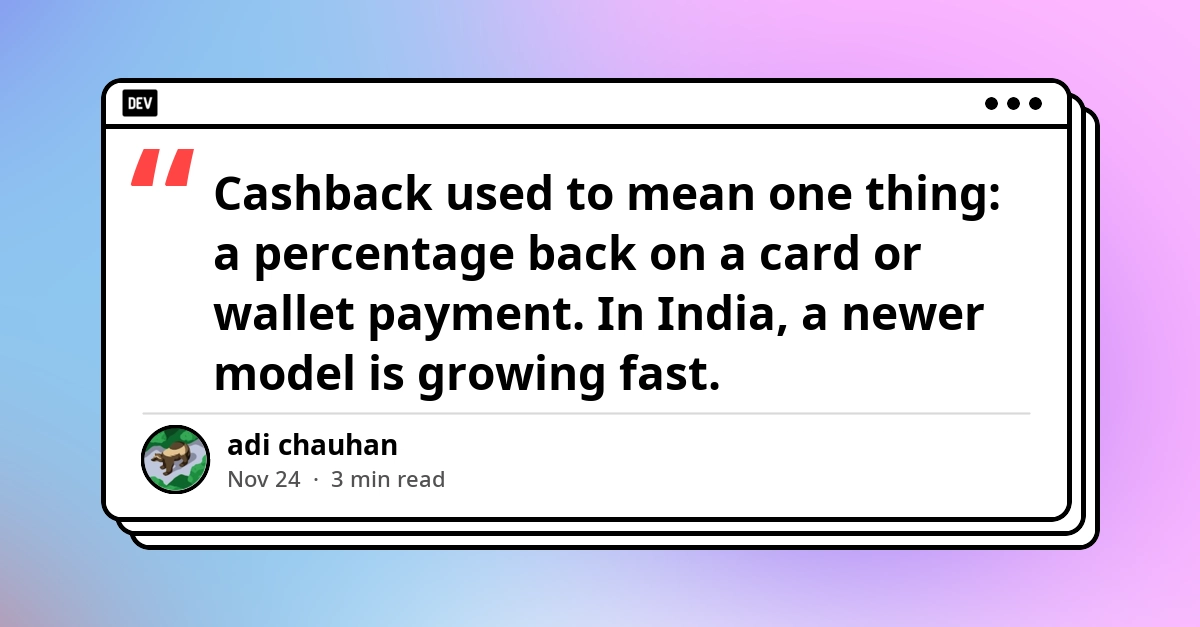 DEV
“
Cashback used to mean one thing:
a percentage back on a card or
wallet payment. In India, a newer
model is growing fast.
adi chauhan
Nov 24 · 3 min read